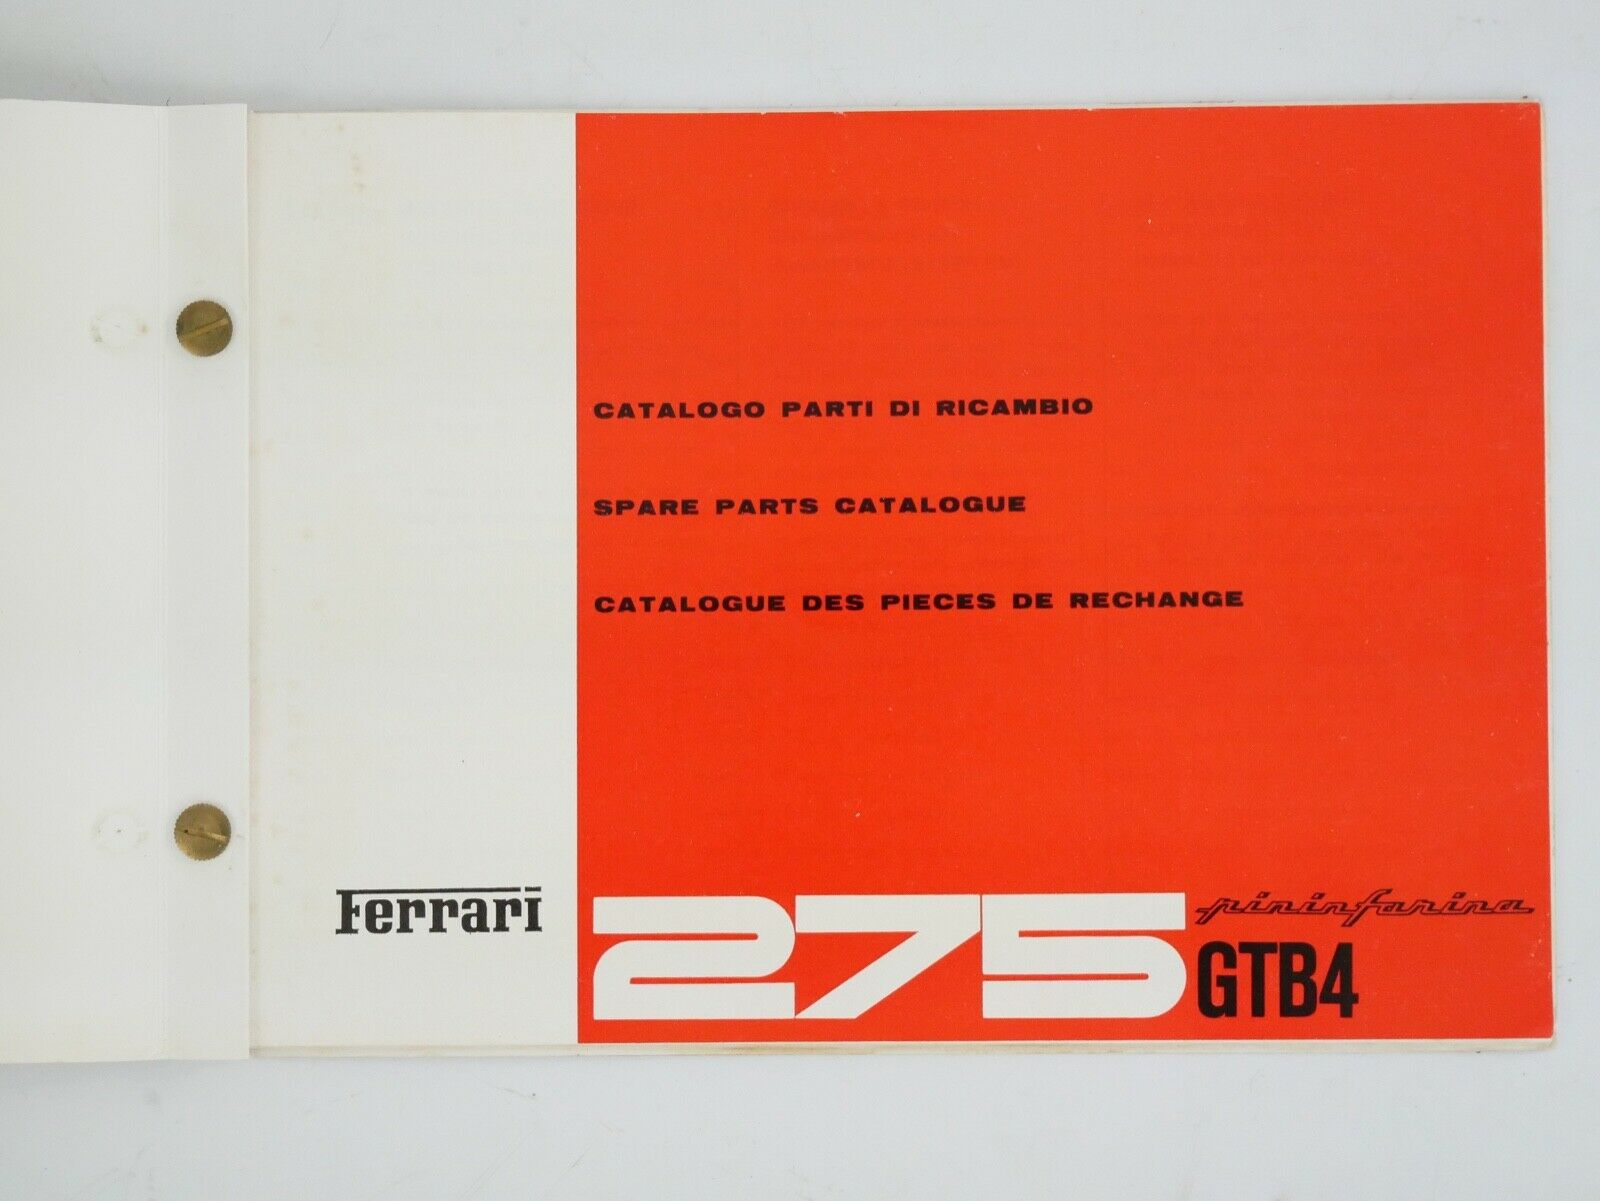 CATALOGO PARTI DI RICAMBIO
SPARE PARTS CATALOGUE
CATALOGUE DES PIECES DE RECHANGE
Ferrari
275 pininfarina
GTB4